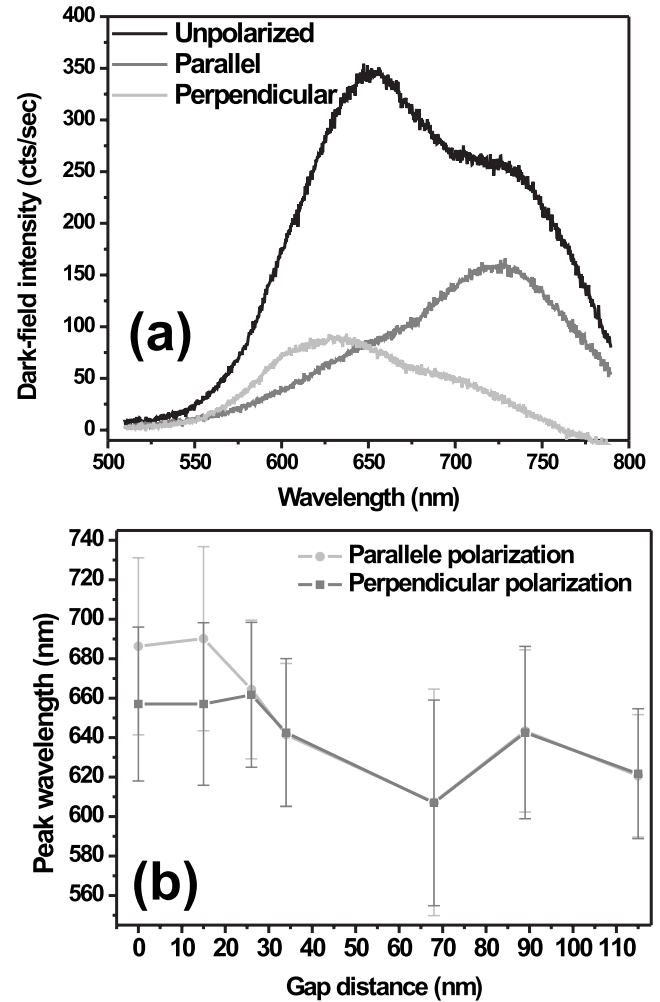 400
350
300
250
200
150
100
50
0
Dark-field intensity (cts/sec)
Unpolarized
Parallel
Perpendicular
(a)
500 550 600 650 700 750 800
Wavelength (nm)
740
720
700
680
660
640
620
600
580
560
Peak wavelength (nm)
Parallele polarization
Perpendicular polarization
(b)
0 10 20 30 40 50 60 70 80 90 100 110
Gap distance (nm)